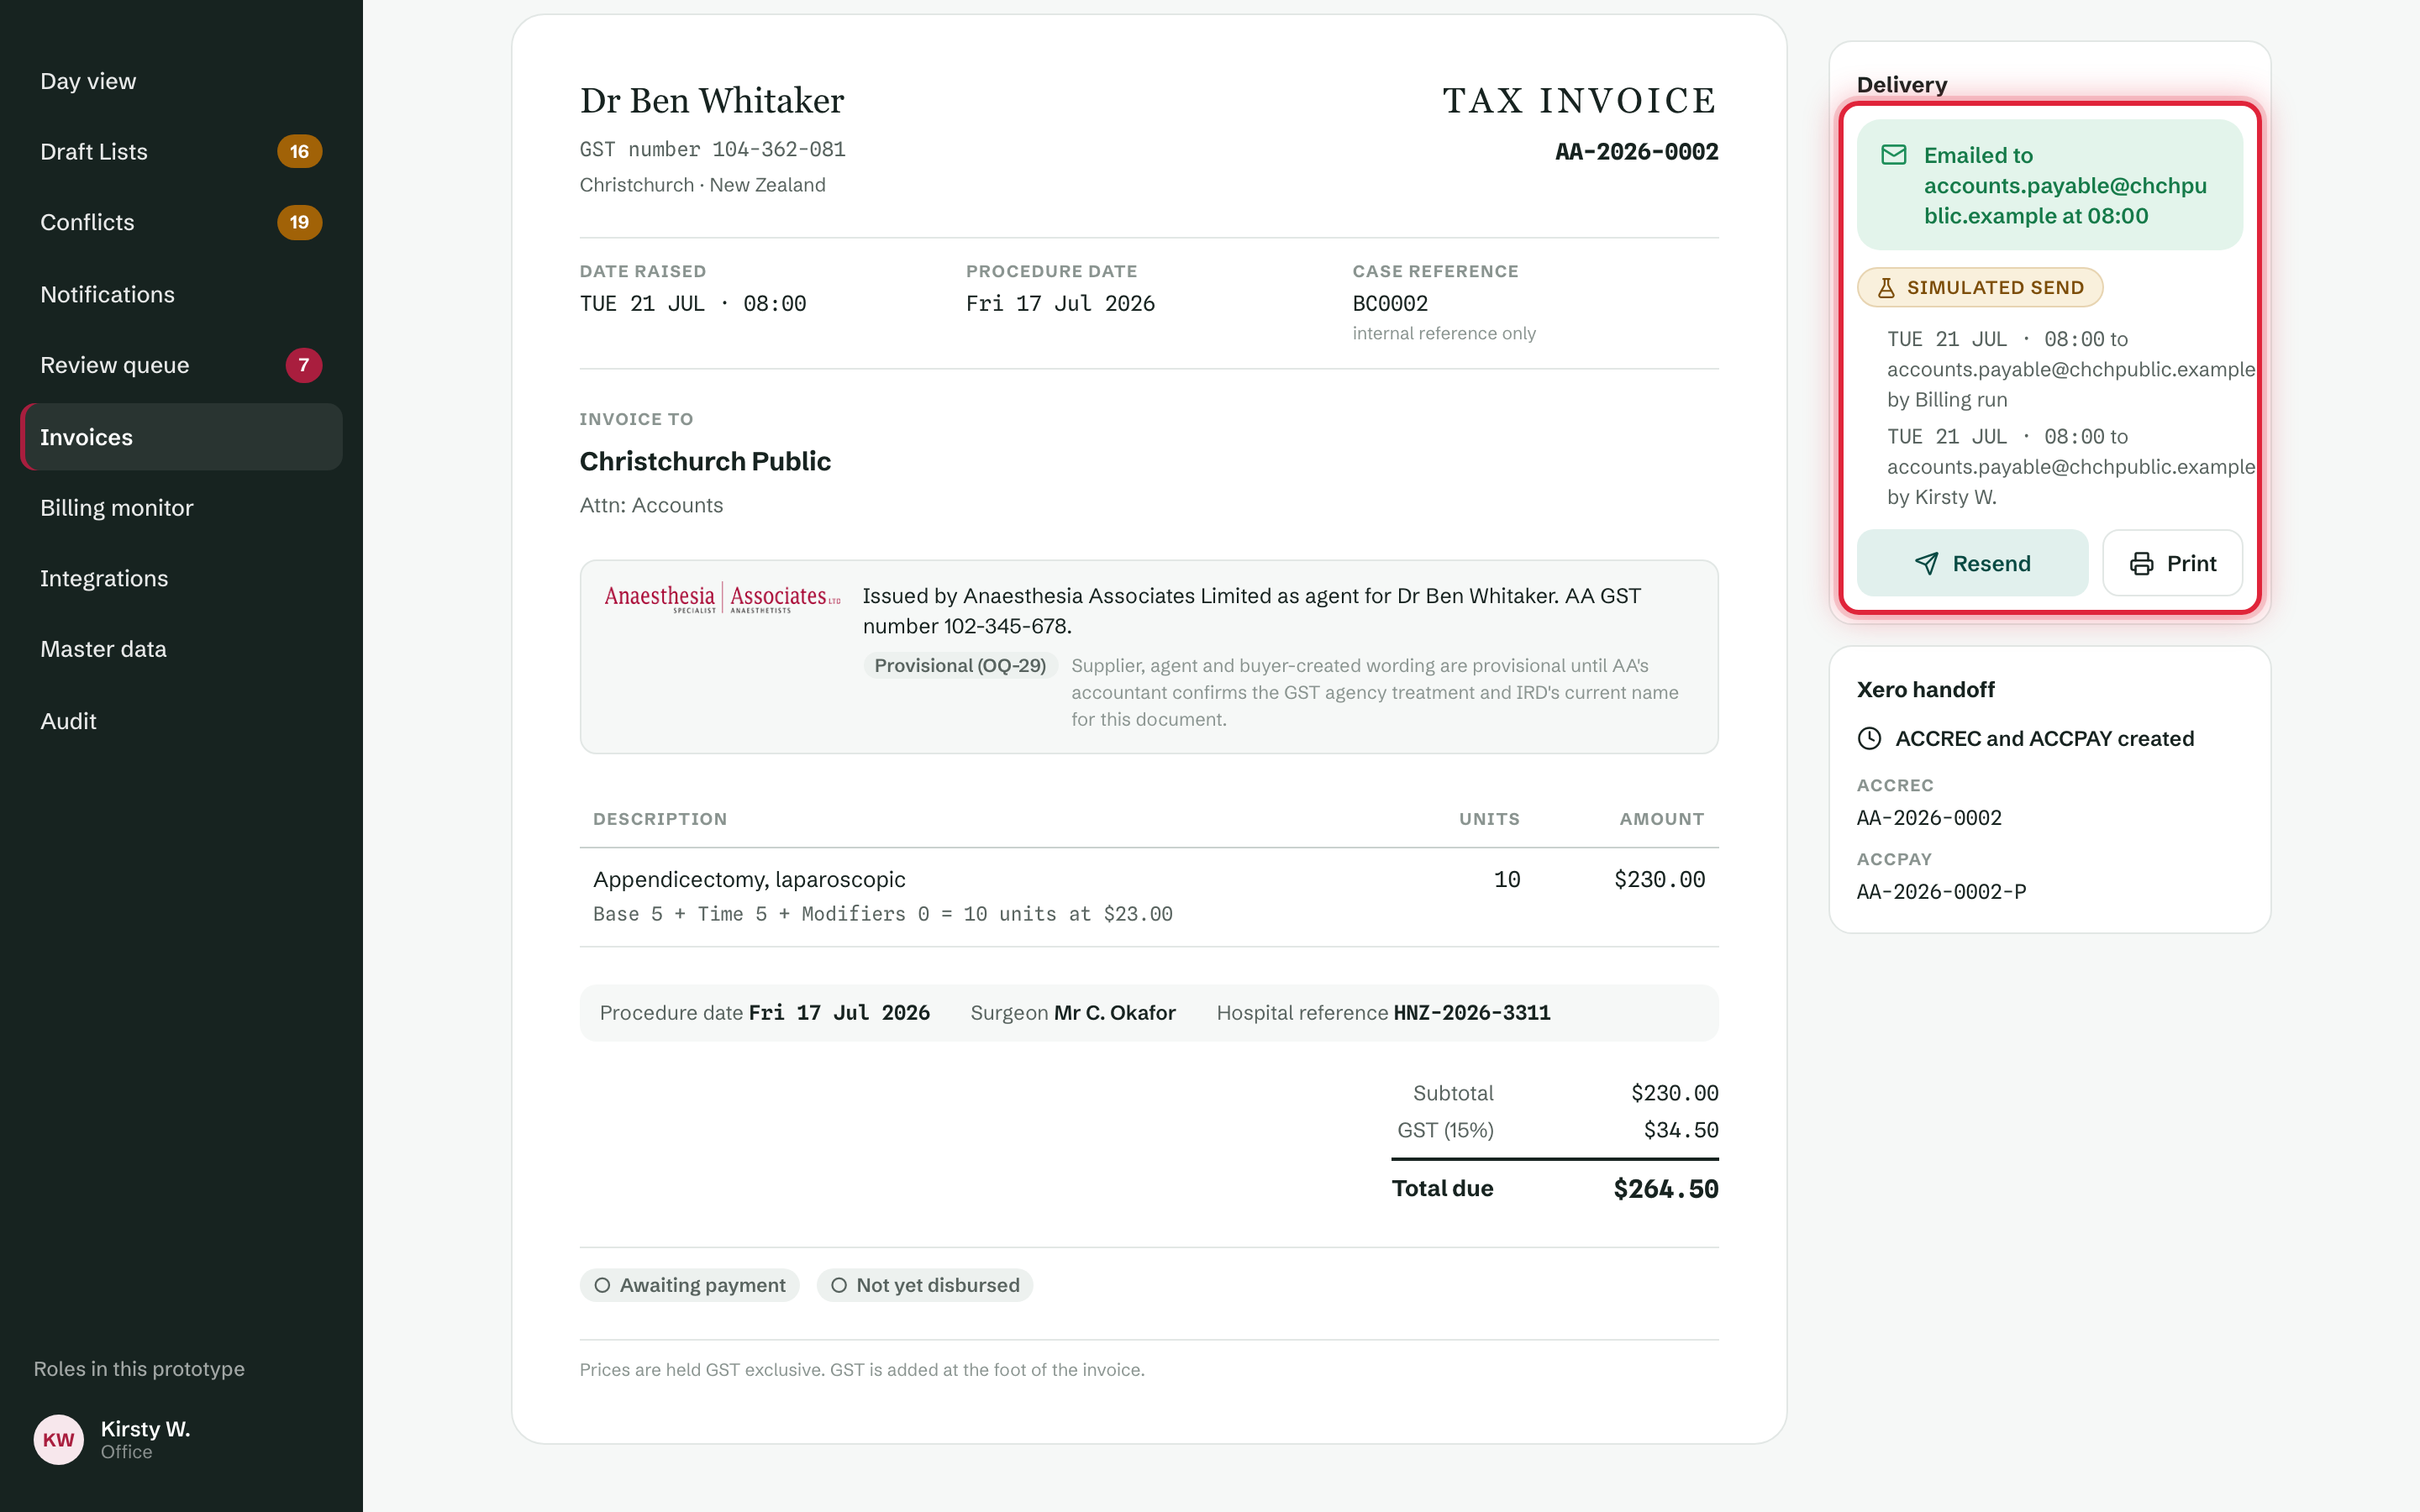 Day view
Draft Lists 16
Conflicts 19
Notifications
Review queue 7
Invoices
Billing monitor
Integrations
Master data
Audit
Roles in this prototype
KW
Kirsty W.
Office
Dr Ben Whitaker
GST number 104-362-081
Christchurch · New Zealand
TAX INVOICE
AA-2026-0002
DATE RAISED
TUE 21 JUL · 08:00
PROCEDURE DATE
Fri 17 Jul 2026
CASE REFERENCE
BC0002
internal reference only
INVOICE TO
Christchurch Public
Attn: Accounts
Anaesthesia Associates LTD
SPECIALIST ANAESTHETISTS
Issued by Anaesthesia Associates Limited as agent for Dr Ben Whitaker. AA GST
number 102-345-678.
Provisional (OQ-29)
Supplier, agent and buyer-created wording are provisional until AA's
accountant confirms the GST agency treatment and IRD's current name
for this document.
DESCRIPTION UNITS AMOUNT
Appendicectomy, laparoscopic 10 $230.00
Base 5 + Time 5 + Modifiers 0 = 10 units at $23.00
Procedure date Fri 17 Jul 2026 Surgeon Mr C. Okafor Hospital reference HNZ-2026-3311
Subtotal $230.00
GST (15%) $34.50
Total due $264.50
Awaiting payment Not yet disbursed
Prices are held GST exclusive. GST is added at the foot of the invoice.
Delivery
Emailed to
accounts.payable@chchpu
blic.example at 08:00
SIMULATED SEND
TUE 21 JUL · 08:00 to
accounts.payable@chchpublic.example
by Billing run
TUE 21 JUL · 08:00 to
accounts.payable@chchpublic.example
by Kirsty W.
Resend Print
Xero handoff
ACCREC and ACCPAY created
ACCREC
AA-2026-0002
ACCPAY
AA-2026-0002-P